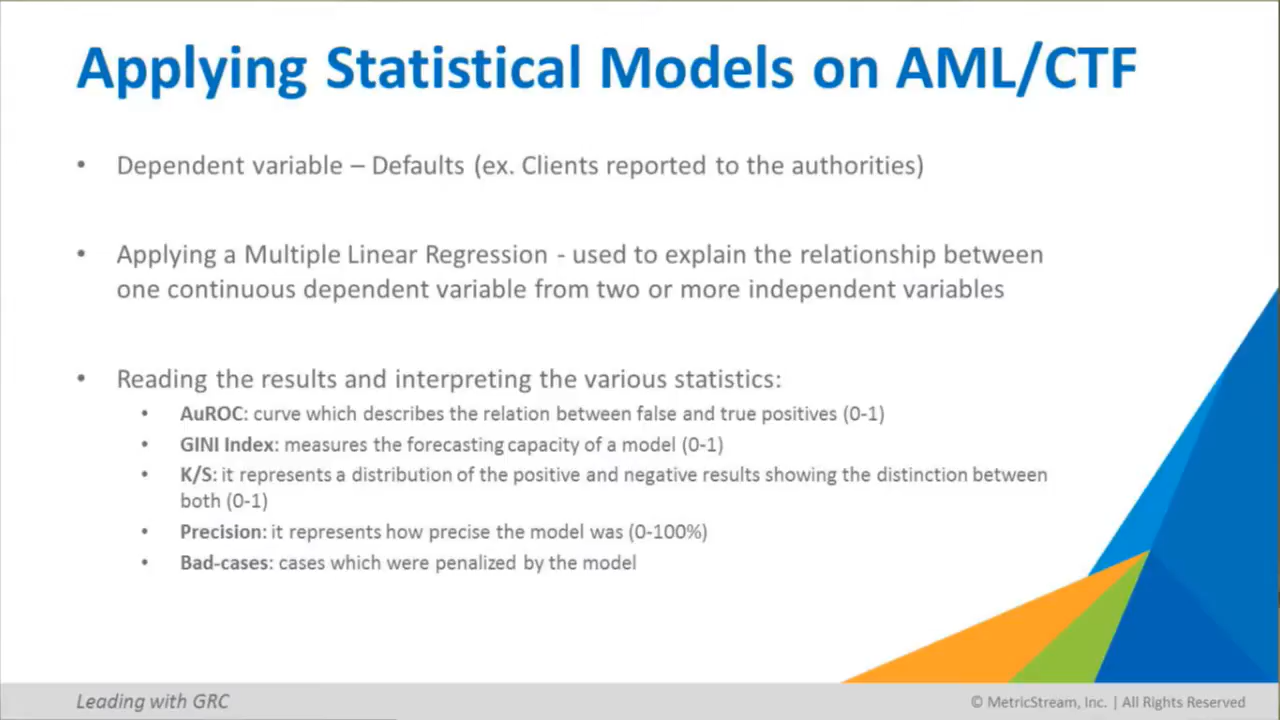 Applying Statistical Models on AML/CTF
• Dependent variable – Defaults (ex. Clients reported to the authorities)
• Applying a Multiple Linear Regression - used to explain the relationship between
one continuous dependent variable from two or more independent variables
• Reading the results and interpreting the various statistics:
• AuROC: curve which describes the relation between false and true positives (0-1)
• GINI Index: measures the forecasting capacity of a model (0-1)
• K/S: it represents a distribution of the positive and negative results showing the distinction between
both (0-1)
• Precision: it represents how precise the model was (0-100%)
• Bad-cases: cases which were penalized by the model
Leading with GRC
© MetricStream, Inc. | All Rights Reserved